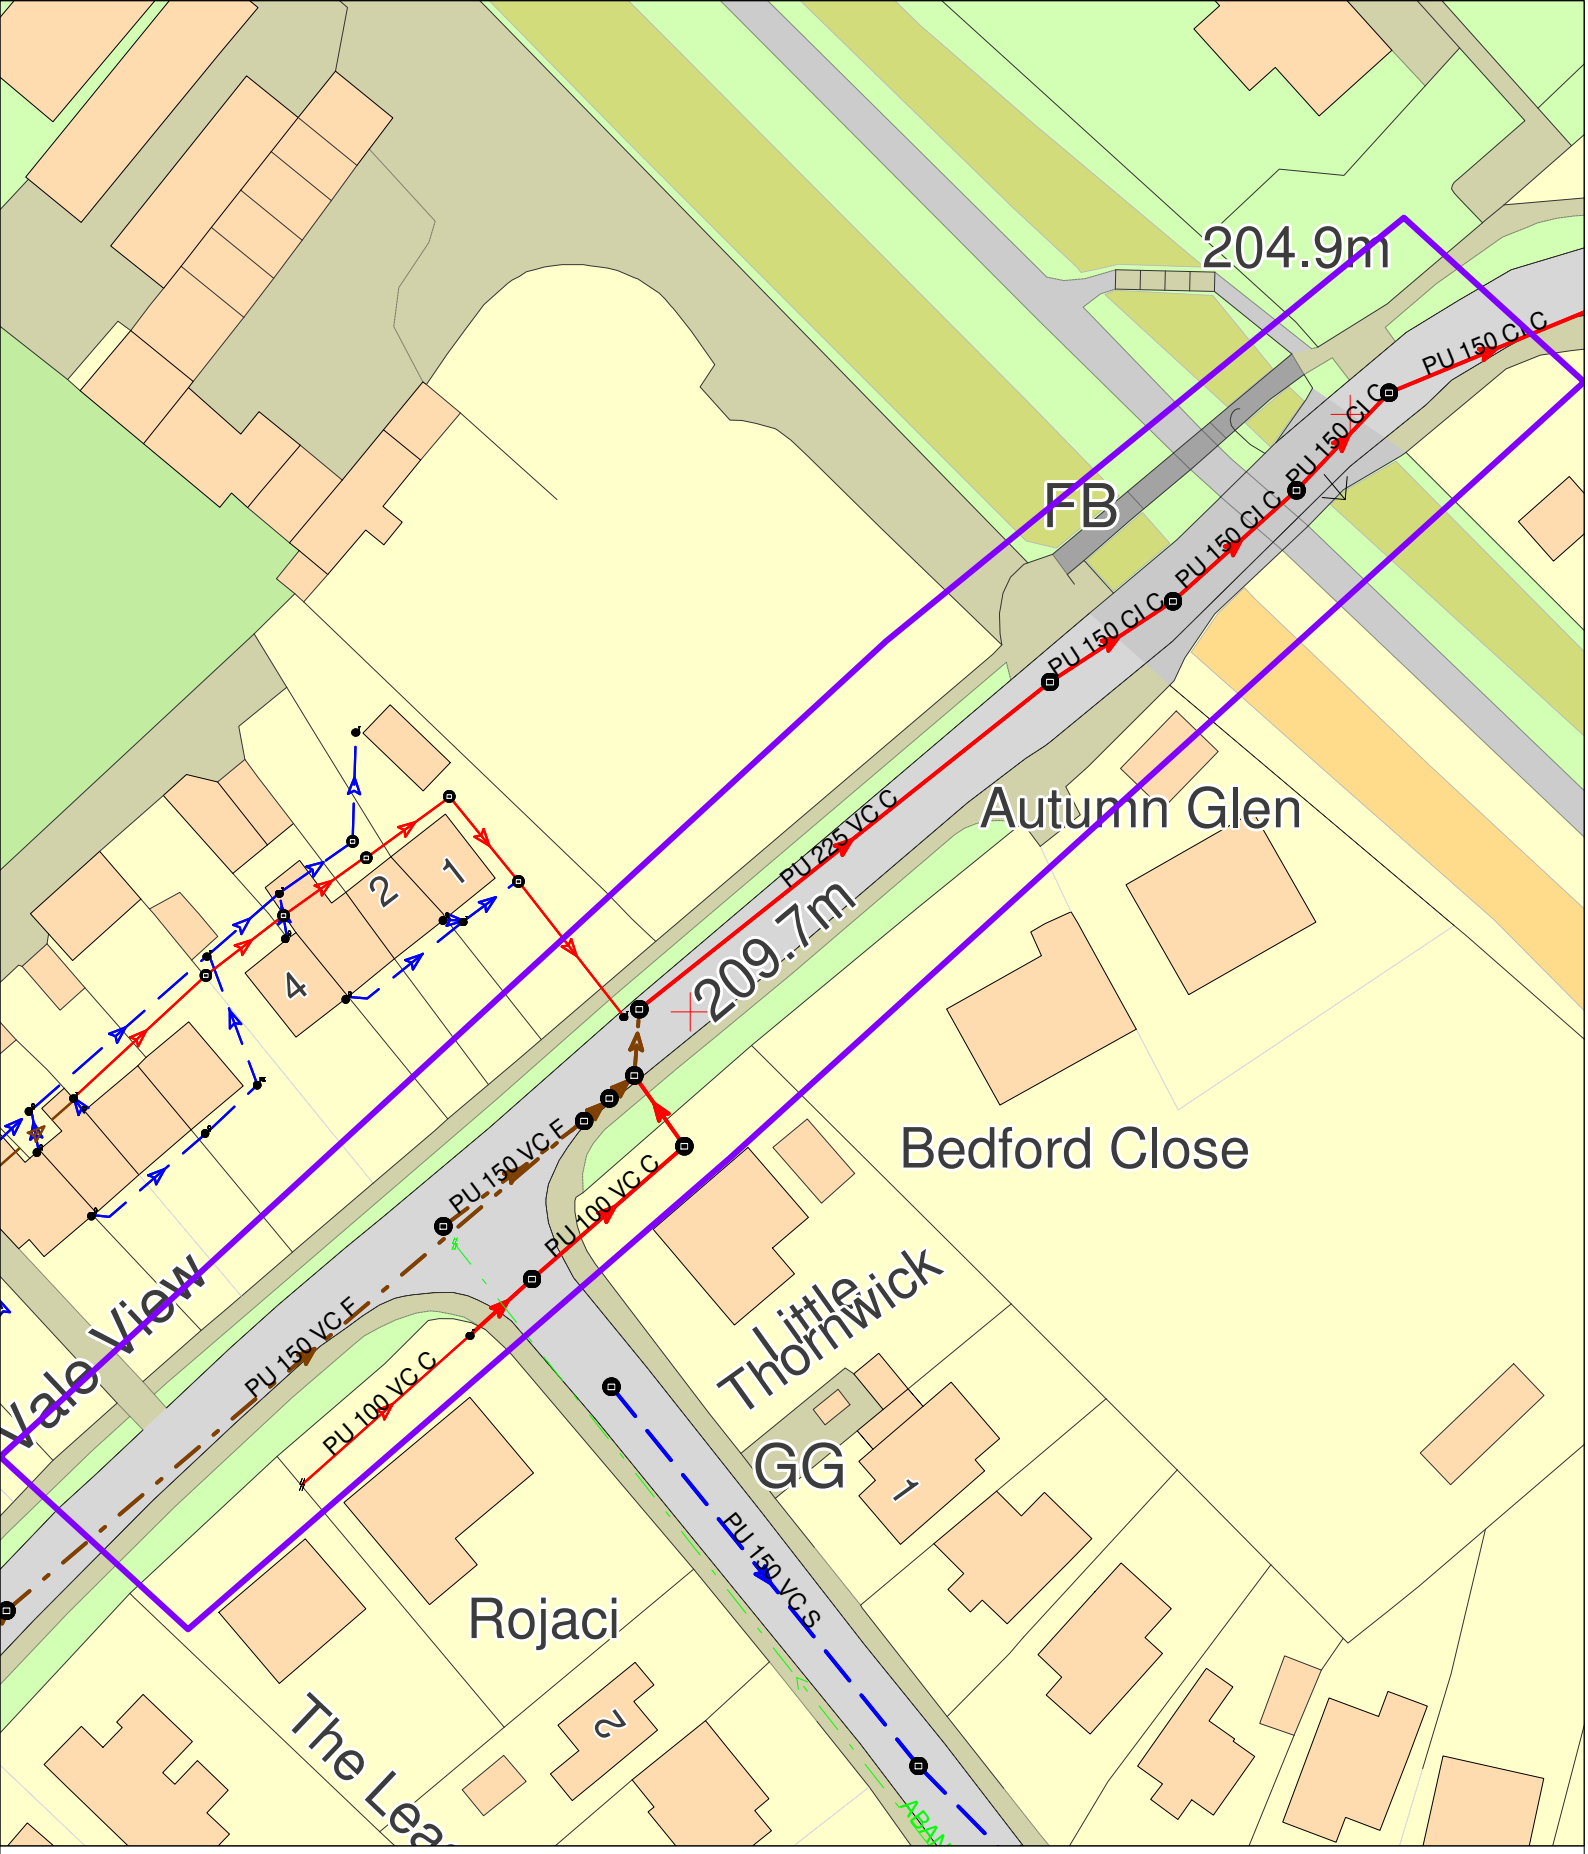 204.9m
PU 150 CI C
PU 150 CI C
FB
PU 150 CI C
PU 150 CI C
Autumn Glen
PU 225 VC C
1
2
209.7m
4
Bedford Close
PU 150 VC F
PU 100 VC C
Little
Thornwick
Vale View
PU 150 VC F
PU 100 VC C
GG
1
PU 150 VC S
Rojaci
2
The Lea
ABAN